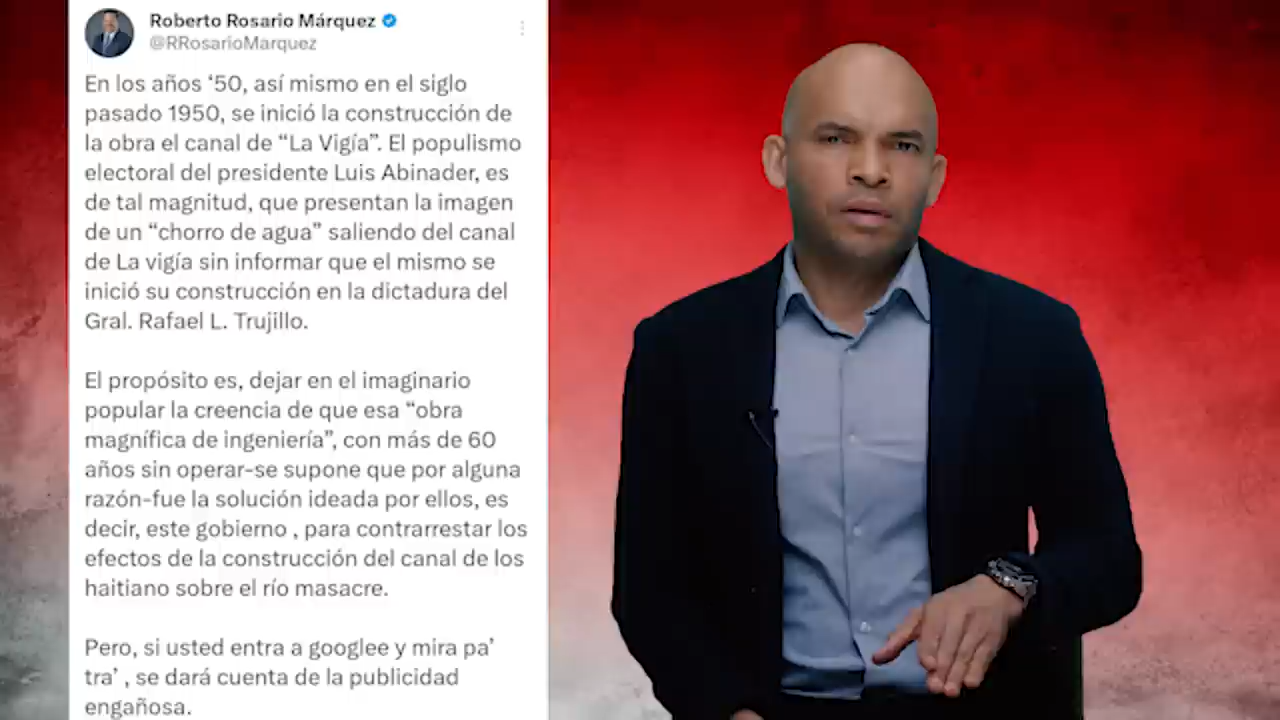 Roberto Rosario Márquez
@RRosarioMarquez
En los años ‘50, así mismo en el siglo
pasado 1950, se inició la construcción de
la obra el canal de “La Vigía”. El populismo
electoral del presidente Luis Abinader, es
de tal magnitud, que presentan la imagen
de un “chorro de agua” saliendo del canal
de La vigía sin informar que el mismo se
inició su construcción en la dictadura del
Gral. Rafael L. Trujillo.
El propósito es, dejar en el imaginario
popular la creencia de que esa “obra
magnífica de ingeniería”, con más de 60
años sin operar-se supone que por alguna
razón-fue la solución ideada por ellos, es
decir, este gobierno , para contrarrestar los
efectos de la construcción del canal de los
haitiano sobre el río masacre.
Pero, si usted entra a googlee y mira pa’
tra’ , se dará cuenta de la publicidad
engañosa.